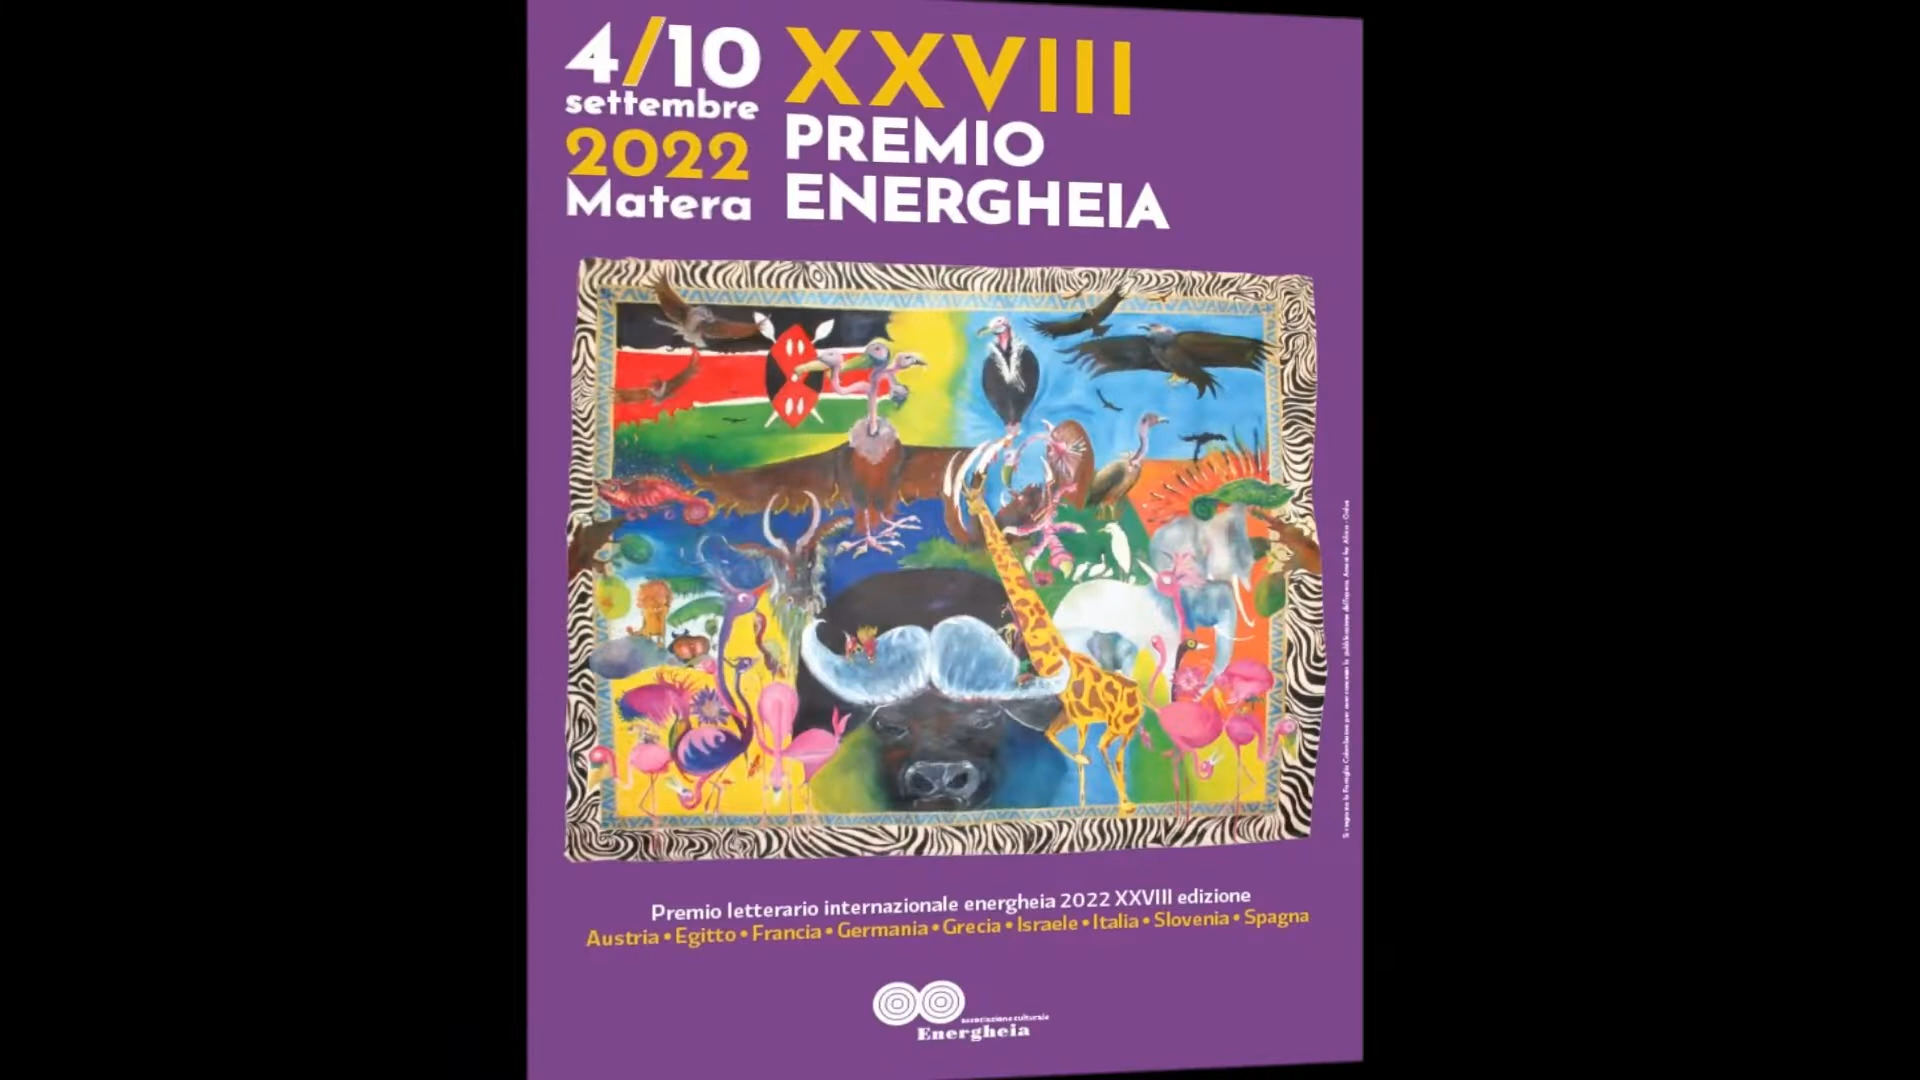 4/10
settembre
2022
Matera
XXVIII
PREMIO
ENERGHEIA
Premio letterario internazionale energheia 2022 XXVIII edizione
Austria • Egitto • Francia • Germania • Grecia • Israele • Italia • Slovenia • Spagna
associazione culturale
Energheia